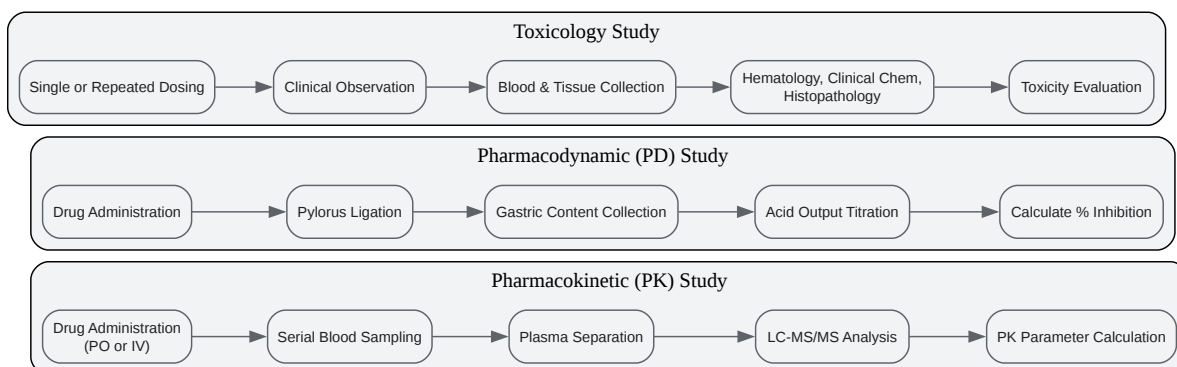 Toxicology Study
Single or Repeated Dosing
Clinical Observation
Blood & Tissue Collection
Hematology, Clinical Chem,
Histopathology
Toxicity Evaluation
Pharmacodynamic (PD) Study
Drug Administration
Pylorus Ligation
Gastric Content Collection
Acid Output Titration
Calculate % Inhibition
Pharmacokinetic (PK) Study
Drug Administration
(PO or IV)
Serial Blood Sampling
Plasma Separation
LC-MS/MS Analysis
PK Parameter Calculation